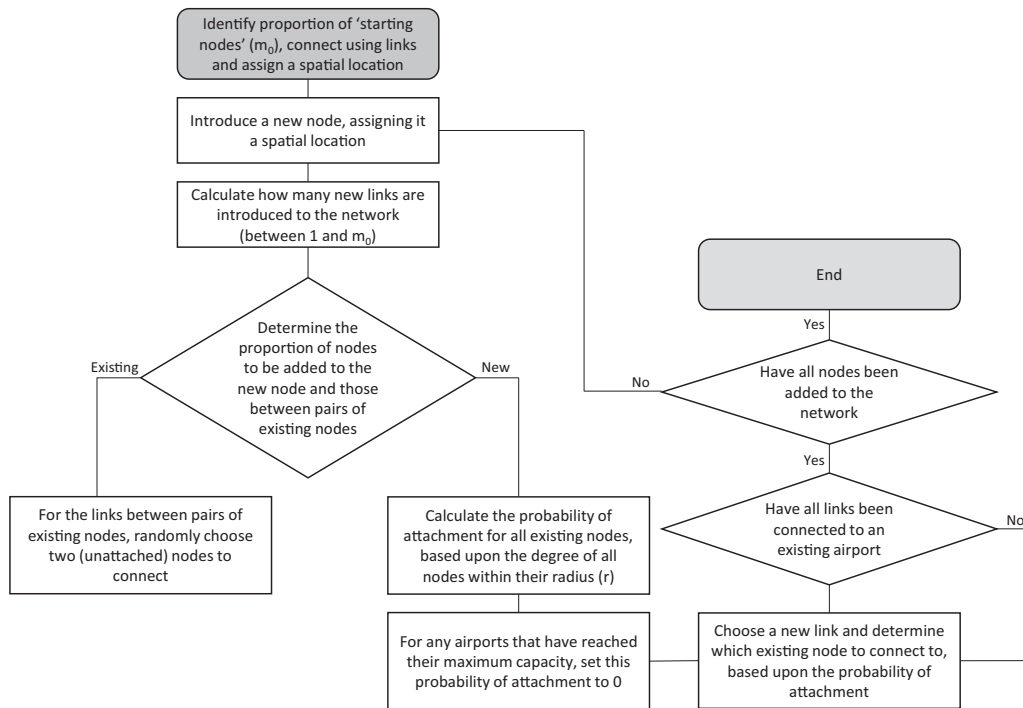 Identify proportion of ‘starting
nodes’ (m₀), connect using links
and assign a spatial location
Introduce a new node, assigning it
a spatial location
Calculate how many new links are
introduced to the network
(between 1 and m₀)
Determine the
proportion of nodes
to be added to the
new node and those
between pairs of
existing nodes
Existing
New
For the links between pairs of
existing nodes, randomly choose
two (unattached) nodes to
connect
Calculate the probability of
attachment for all existing nodes,
based upon the degree of all
nodes within their radius (r)
For any airports that have reached
their maximum capacity, set this
probability of attachment to 0
Choose a new link and determine
which existing node to connect to,
based upon the probability of
attachment
Have all links been
connected to an
existing airport
No
Yes
Have all nodes been
added to the
network
No
Yes
End